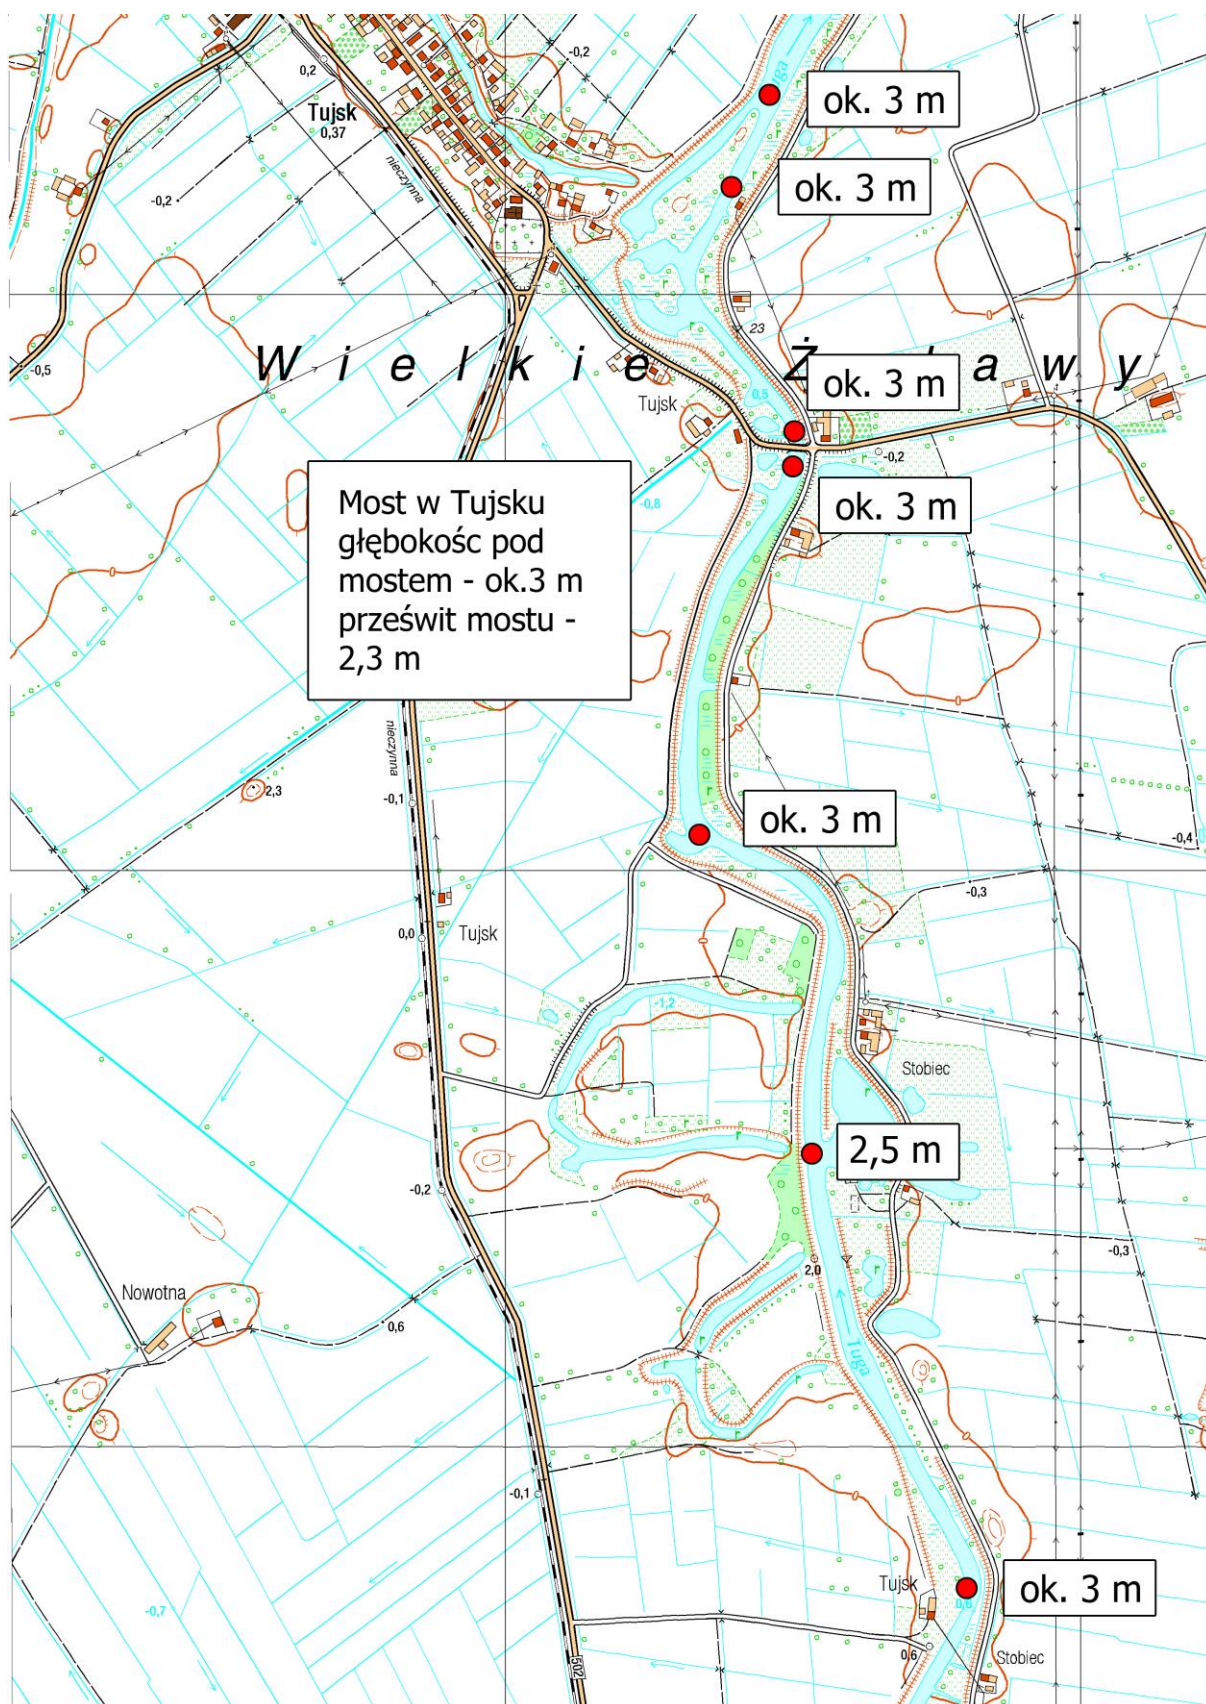 -0,2
0,2
Tujsk
0,37
nieczynna
-0,2
ok. 3 m
ok. 3 m
23
Wielkie Ż
awy
-0,5
ok. 3 m
0,5
Tujsk
-0,2
-0,8
ok. 3 m
Most w Tujsku
głębokośc pod
mostem - ok.3 m
prześwit mostu -
2,3 m
nieczynna
2,3
-0,1
ok. 3 m
-0,4
-0,3
0,0
Tujsk
-1,2
Stobiec
2,5 m
-0,2
-0,3
2,0
Nowotna
0,6
Tuga
-0,1
Tujsk
ok. 3 m
0,6
-0,7
0,6
502
Stobiec